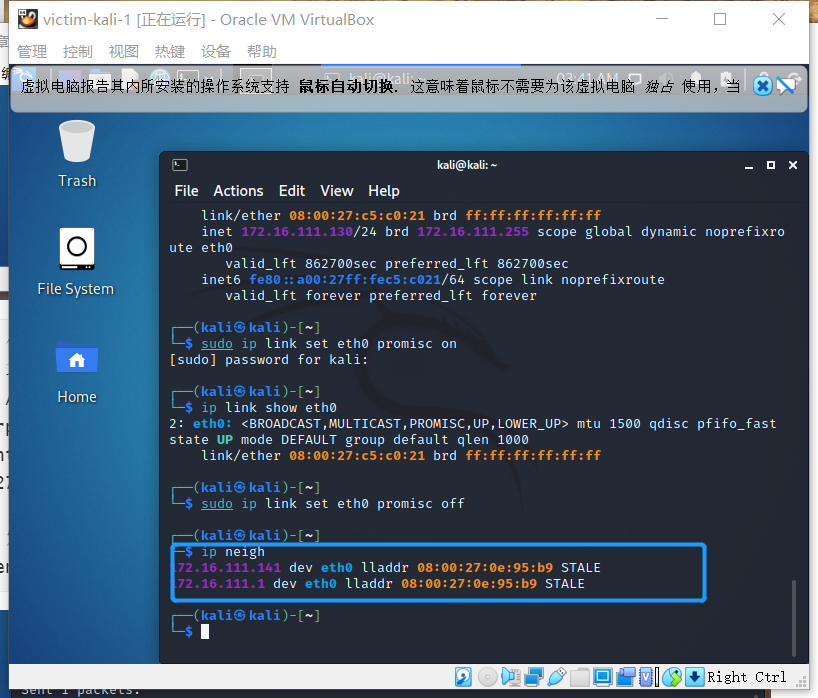 victim-kali-1 [正在运行] - Oracle VM VirtualBox
管理 控制 视图 热键 设备 帮助
虚拟电脑报告其内所安装的操作系统支持 鼠标自动切换. 这意味着鼠标不需要为该虚拟电脑 独占 使用，当
Trash
File System
Home
kali@kali: ~
File Actions Edit View Help
link/ether 08:00:27:c5:c0:21 brd ff:ff:ff:ff:ff:ff
inet 172.16.111.130/24 brd 172.16.111.255 scope global dynamic noprefixro
ute eth0
valid_lft 862700sec preferred_lft 862700sec
inet6 fe80::a00:27ff:fec5:c021/64 scope link noprefixroute
valid_lft forever preferred_lft forever
┌──(kali㉿kali)-[~]
└─$ sudo ip link set eth0 promisc on
[sudo] password for kali:
┌──(kali㉿kali)-[~]
└─$ ip link show eth0
2: eth0: <BROADCAST,MULTICAST,PROMISC,UP,LOWER_UP> mtu 1500 qdisc pfifo_fast
state UP mode DEFAULT group default qlen 1000
link/ether 08:00:27:c5:c0:21 brd ff:ff:ff:ff:ff:ff
┌──(kali㉿kali)-[~]
└─$ sudo ip link set eth0 promisc off
┌──(kali㉿kali)-[~]
└─$ ip neigh
172.16.111.141 dev eth0 lladdr 08:00:27:0e:95:b9 STALE
172.16.111.1 dev eth0 lladdr 08:00:27:0e:95:b9 STALE
┌──(kali㉿kali)-[~]
└─$
Right Ctrl
Sent 1 packets.